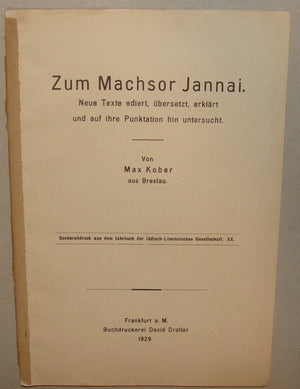 Zum Machsor Jannai.
Neue Texte ediert, übersetzt, erklärt
und auf ihre Punktation hin untersucht.
Von
Max Kober
aus Breslau.
Sonderabdruck aus dem Jahrbuch der Jüdisch-Literarischen Gesellschaft XX.
Frankfurt a. M.
Buchdruckerei David Droller
1929.